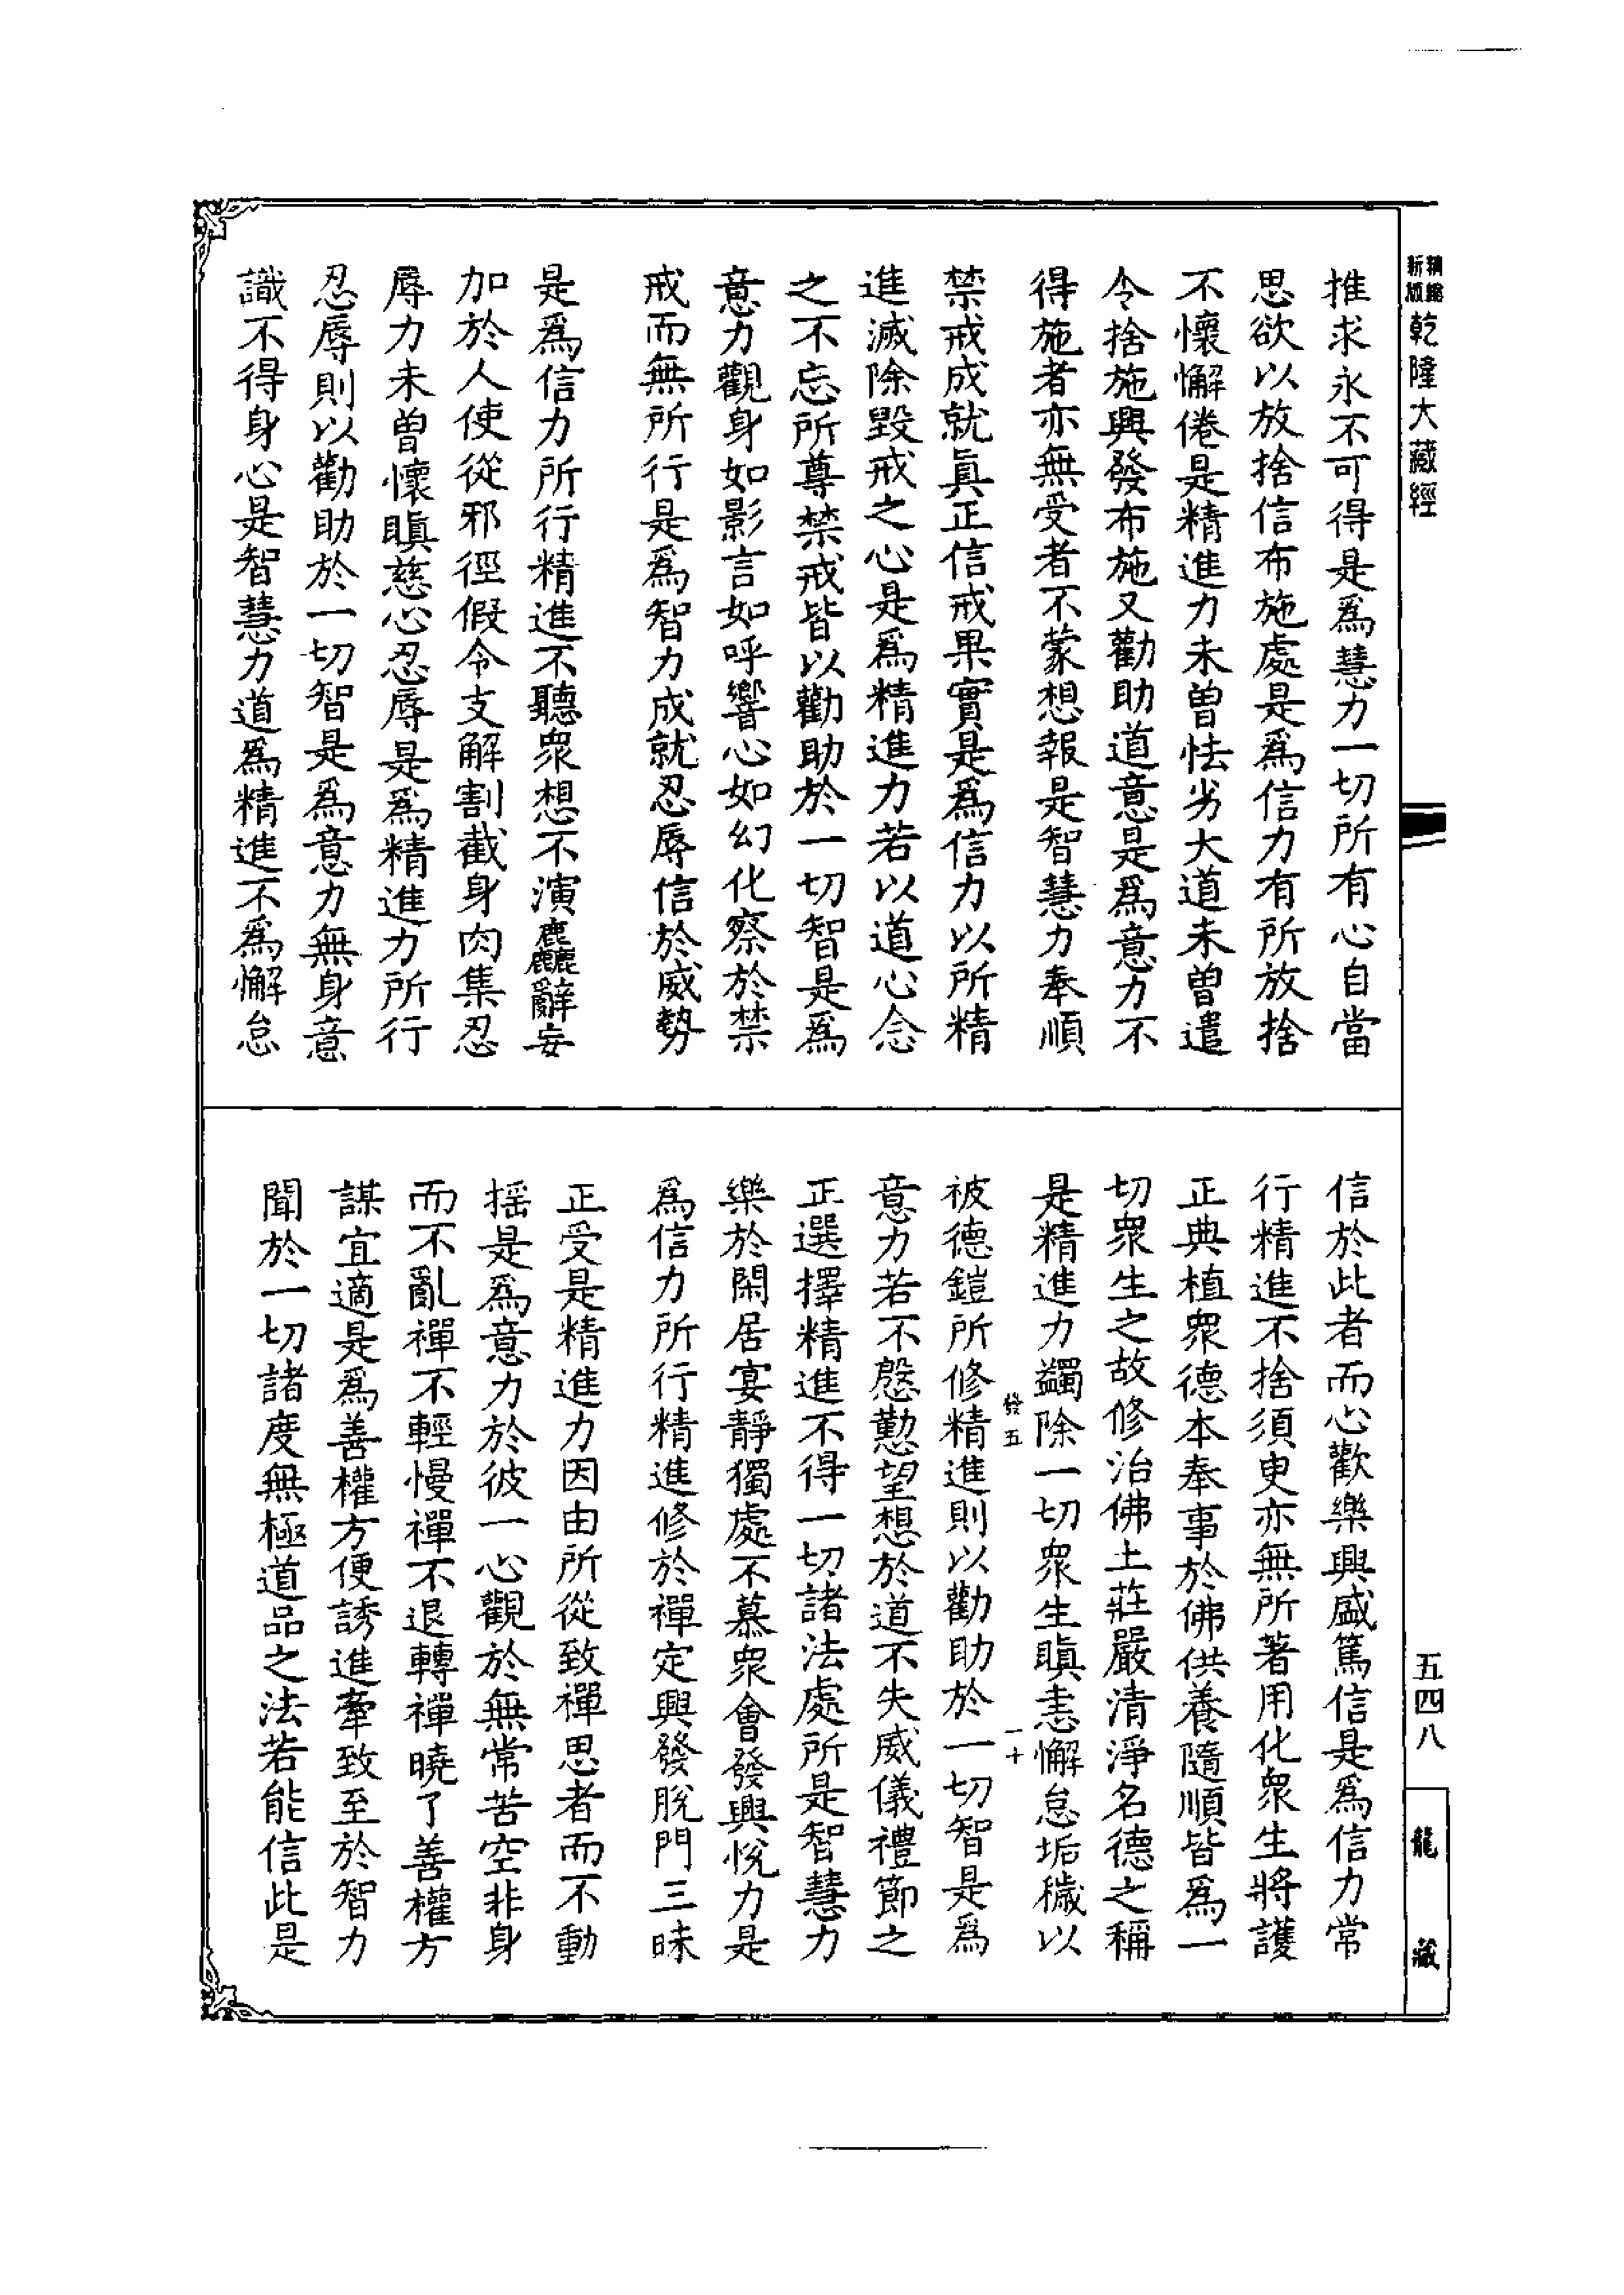 新版精縮乾隆大藏經
推求永不可得是爲慧力一切所有心自當
思欲以放捨信布施處是爲信力有所放捨
不懷懈倦是精進力未曾怯劣大道未曾遣
令捨施興發布施又勸助道意是爲意力不
得施者亦無受者不蒙想報是智慧力奉順
禁戒成就眞正信戒果實是爲信力以所精
進滅除毀戒之心是爲精進力若以道心念
之不忘所尊禁戒皆以勸助於一切智是爲
意力觀身如影言如呼響心如幻化察於禁
戒而無所行是爲智力成就忍辱信於威勢
是爲信力所行精進不聽衆想不演麤辭妄
加於人使從邪徑假令支解割截身肉集忍
辱力未曾懷瞋慈心忍辱是爲精進力所行
忍辱則以勸助於一切智是爲意力無身意
識不得身心是智慧力道爲精進不爲懈怠
信於此者而心歡樂興盛篤信是爲信力常
行精進不捨須臾亦無所著用化衆生將護
正典植衆德本奉事於佛供養隨順皆爲一
切衆生之故修治佛土莊嚴清淨名德之稱
是精進力蠲除一切衆生瞋恚懈怠垢穢以
發五 一十
被德鎧所修精進則以勸助於一切智是爲
意力若不慇懃望想於道不失威儀禮節之
正選擇精進不得一切諸法處所是智慧力
樂於閑居宴靜獨處不慕衆會發興悅力是
爲信力所行精進修於禪定興發脫門三昧
正受是精進力因由所從致禪思者而不動
搖是爲意力於彼一心觀於無常苦空非身
而不亂禪不輕慢禪不退轉禪曉了善權方
謀宜適是爲善權方便誘進牽致至於智力
聞於一切諸度無極道品之法若能信此是
五四八
龍藏